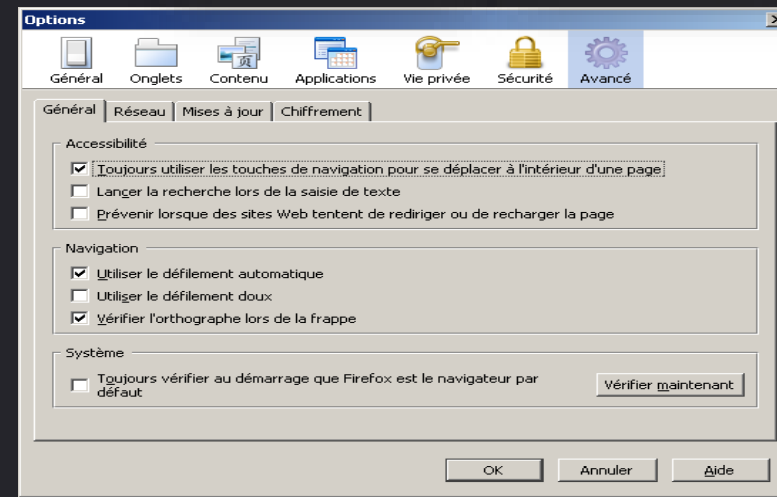 Options
Général Onglets Contenu Applications Vie privée Sécurité Avancé
Général Réseau Mises à jour Chiffrement
Accessibilité
Toujours utiliser les touches de navigation pour se déplacer à l'intérieur d'une page
Lancer la recherche lors de la saisie de texte
Prévenir lorsque des sites Web tentent de rediriger ou de recharger la page
Navigation
Utiliser le défilement automatique
Utiliser le défilement doux
Vérifier l'orthographe lors de la frappe
Système
Toujours vérifier au démarrage que Firefox est le navigateur par
défaut
Vérifier maintenant
OK Annuler Aide